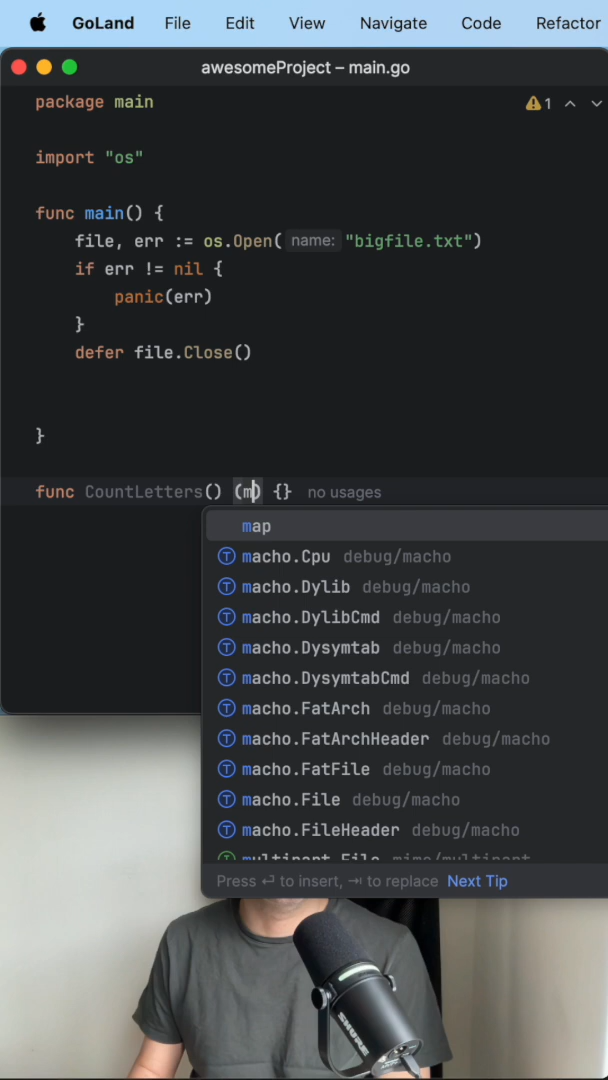 GoLand File Edit View Navigate Code Refactor
awesomeProject – main.go
package main
1
import "os"
func main() {
file, err := os.Open( name: "bigfile.txt")
if err != nil {
panic(err)
}
defer file.Close()
}
func CountLetters() (m) {} no usages
map
macho.Cpu debug/macho
macho.Dylib debug/macho
macho.DylibCmd debug/macho
macho.Dysymtab debug/macho
macho.DysymtabCmd debug/macho
macho.FatArch debug/macho
macho.FatArchHeader debug/macho
macho.FatFile debug/macho
macho.File debug/macho
macho.FileHeader debug/macho
multipart.File mime/multipart
Press ⏎ to insert, ⇥ to replace Next Tip
SHURE